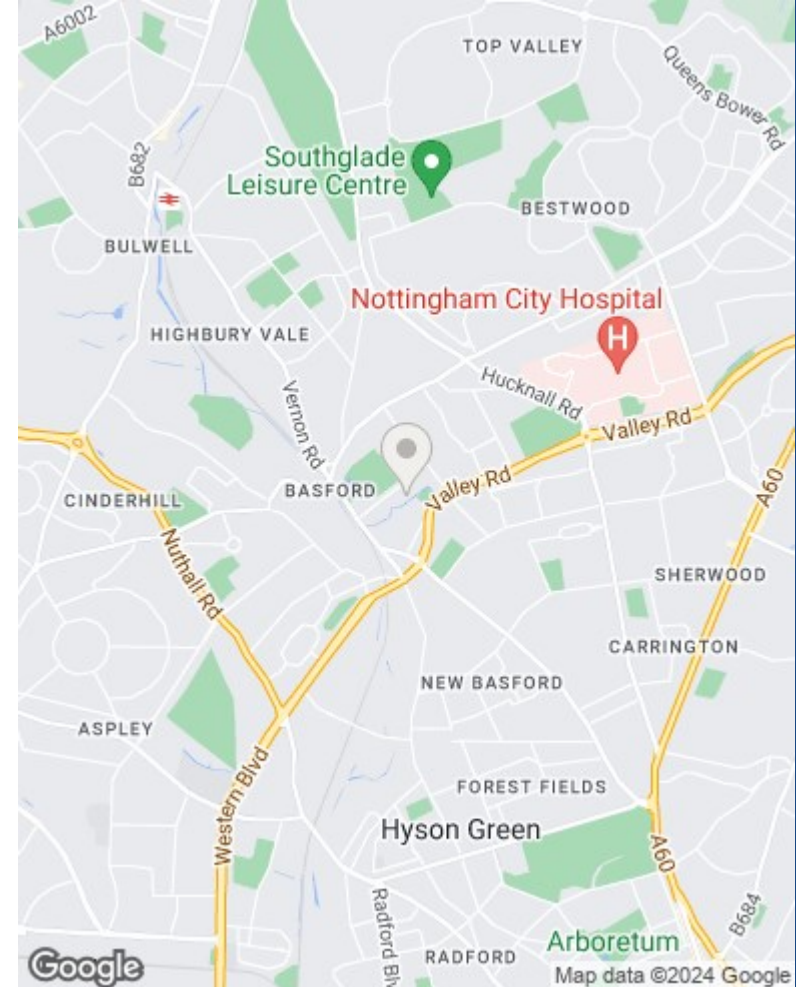 A6002
TOP VALLEY
Queens Bower Rd
B682
Southglade
Leisure Centre
BESTWOOD
BULWELL
Nottingham City Hospital
H
HIGHBURY VALE
Hucknall Rd
Vernon Rd
Valley Rd
BASFORD
Valley Rd
A60
CINDERHILL
Nuthall Rd
SHERWOOD
CARRINGTON
NEW BASFORD
ASPLEY
Western Blvd
FOREST FIELDS
Hyson Green
A60
Radford Blv
B684
RADFORD
Arboretum
Google
Map data ©2024 Google